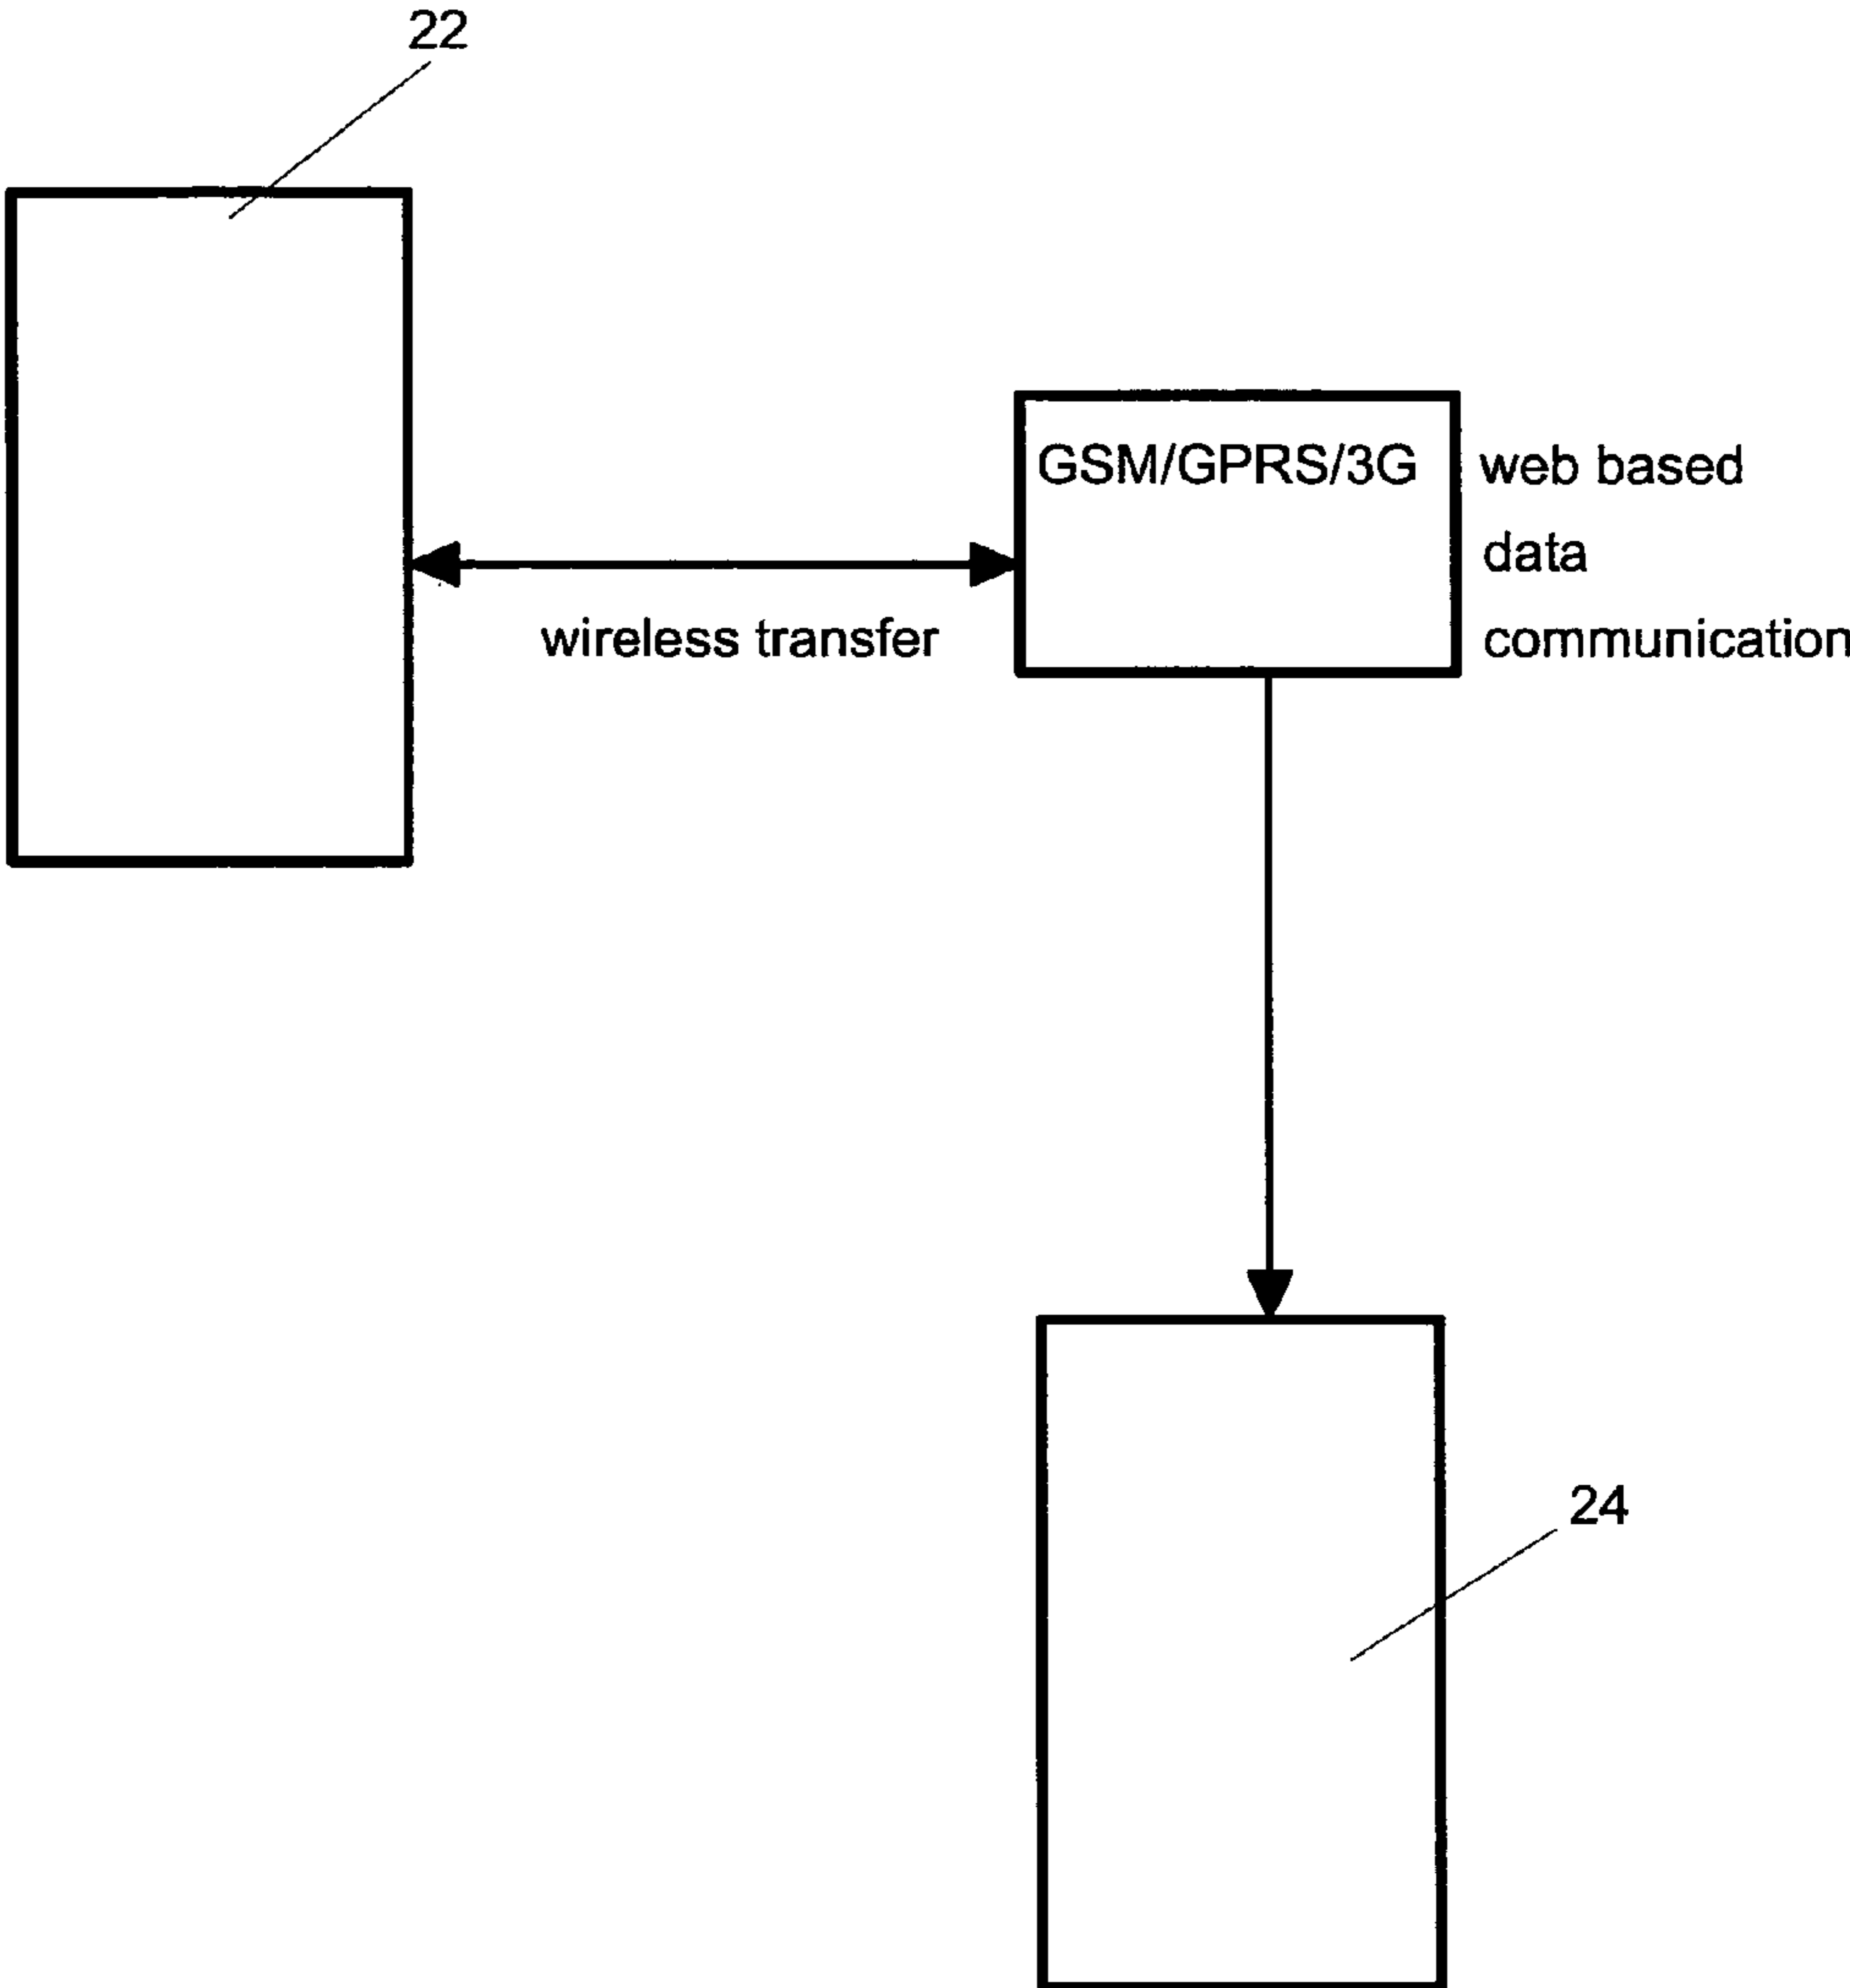 22
GSM/GPRS/3G
web based
data
communication
wireless transfer
24